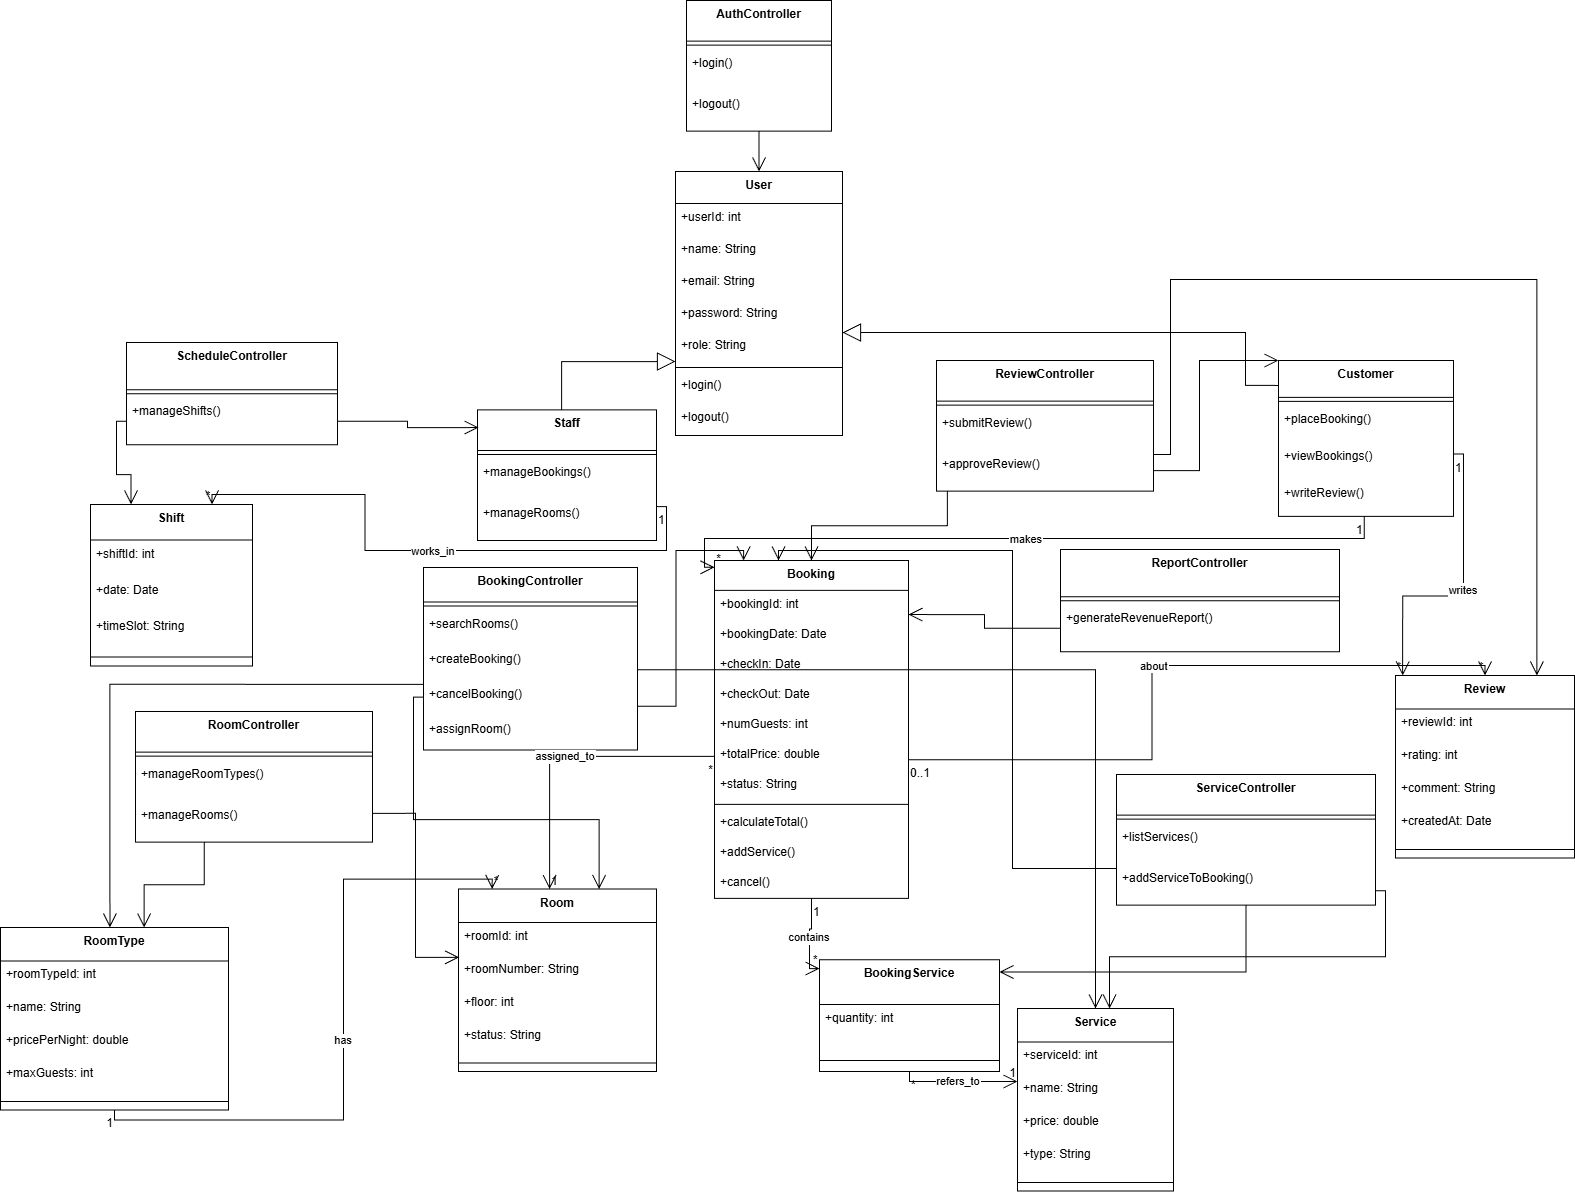 AuthController
+login()
+logout()
User
+userId: int
+name: String
+email: String
+password: String
+role: String
+login()
+logout()
ScheduleController
+manageShifts()
Staff
+manageBookings()
+manageRooms()
1
ReviewController
+submitReview()
+approveReview()
Customer
+placeBooking()
+viewBookings()
+writeReview()
1
1
Shift
+shiftId: int
+date: Date
+timeSlot: String
*
works_in
makes
*
writes
BookingController
+searchRooms()
+createBooking()
+cancelBooking()
+assignRoom()
Booking
+bookingId: int
+bookingDate: Date
+checkIn: Date
+checkOut: Date
+numGuests: int
+totalPrice: double
+status: String
+calculateTotal()
+addService()
+cancel()
ReportController
+generateRevenueReport()
about
*
*
Review
+reviewId: int
+rating: int
+comment: String
+createdAt: Date
RoomController
+manageRoomTypes()
+manageRooms()
assigned_to
*
0..1
ServiceController
+listServices()
+addServiceToBooking()
*
1
Room
+roomId: int
+roomNumber: String
+floor: int
+status: String
1
contains
*
RoomType
+roomTypeId: int
+name: String
+pricePerNight: double
+maxGuests: int
1
has
BookingService
+quantity: int
*
refers_to
1
Service
+serviceId: int
+name: String
+price: double
+type: String